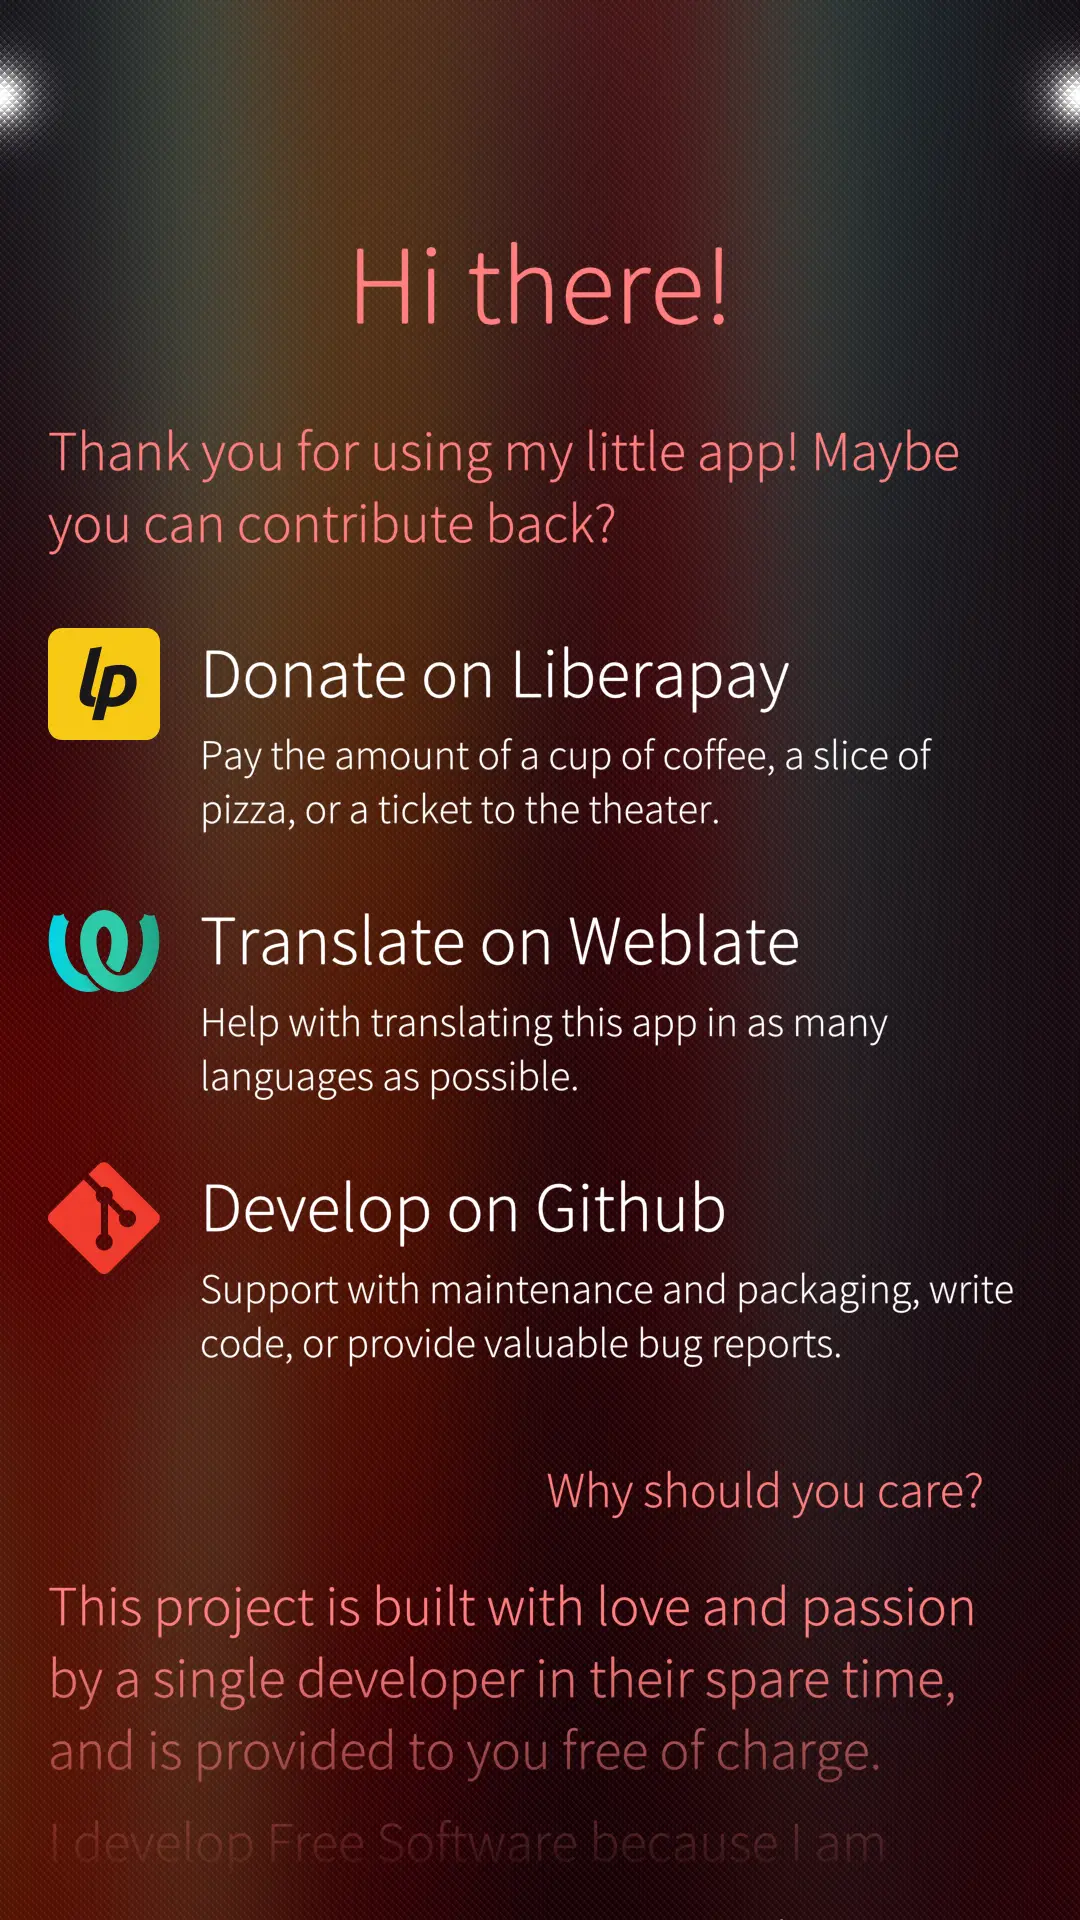 Hi there!
Thank you for using my little app! Maybe
you can contribute back?
lp
Donate on Liberapay
Pay the amount of a cup of coffee, a slice of
pizza, or a ticket to the theater.
Translate on Weblate
Help with translating this app in as many
languages as possible.
Develop on Github
Support with maintenance and packaging, write
code, or provide valuable bug reports.
Why should you care?
This project is built with love and passion
by a single developer in their spare time,
and is provided to you free of charge.
I develop Free Software because I am